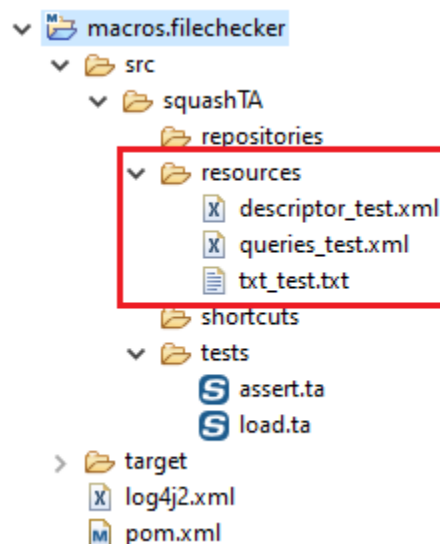 macros.filechecker
src
squashTA
repositories
resources
descriptor_test.xml
queries_test.xml
txt_test.txt
shortcuts
tests
assert.ta
load.ta
target
log4j2.xml
pom.xml